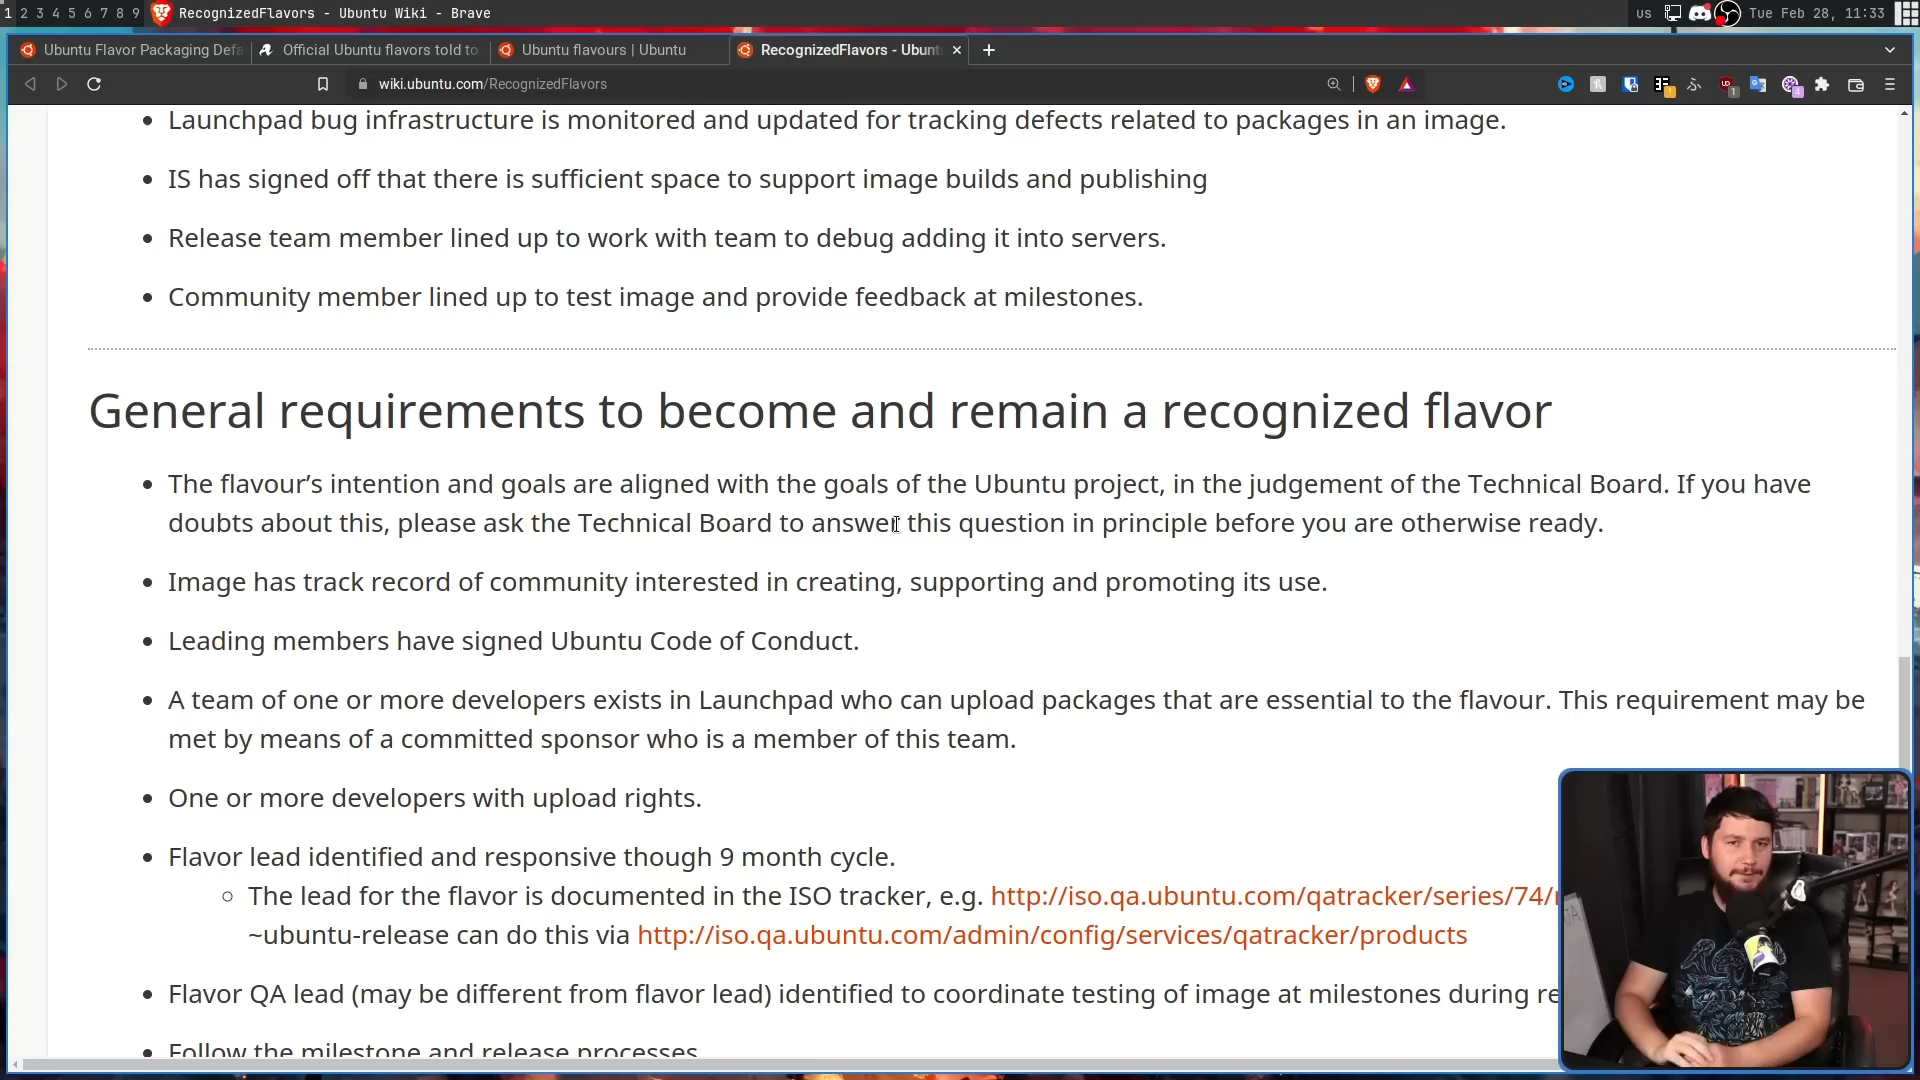 1 2 3 4 5 6 7 8 9 RecognizedFlavors - Ubuntu Wiki - Brave us Tue Feb 28, 11:33
Ubuntu Flavor Packaging Defa Official Ubuntu flavors told to Ubuntu flavours | Ubuntu RecognizedFlavors - Ubunt
wiki.ubuntu.com/RecognizedFlavors
• Launchpad bug infrastructure is monitored and updated for tracking defects related to packages in an image.
• IS has signed off that there is sufficient space to support image builds and publishing
• Release team member lined up to work with team to debug adding it into servers.
• Community member lined up to test image and provide feedback at milestones.
General requirements to become and remain a recognized flavor
• The flavour’s intention and goals are aligned with the goals of the Ubuntu project, in the judgement of the Technical Board. If you have
doubts about this, please ask the Technical Board to answer this question in principle before you are otherwise ready.
• Image has track record of community interested in creating, supporting and promoting its use.
• Leading members have signed Ubuntu Code of Conduct.
• A team of one or more developers exists in Launchpad who can upload packages that are essential to the flavour. This requirement may be
met by means of a committed sponsor who is a member of this team.
• One or more developers with upload rights.
• Flavor lead identified and responsive though 9 month cycle.
○ The lead for the flavor is documented in the ISO tracker, e.g. http://iso.qa.ubuntu.com/qatracker/series/74/
~ubuntu-release can do this via http://iso.qa.ubuntu.com/admin/config/services/qatracker/products
• Flavor QA lead (may be different from flavor lead) identified to coordinate testing of image at milestones during re
• Follow the milestone and release processes